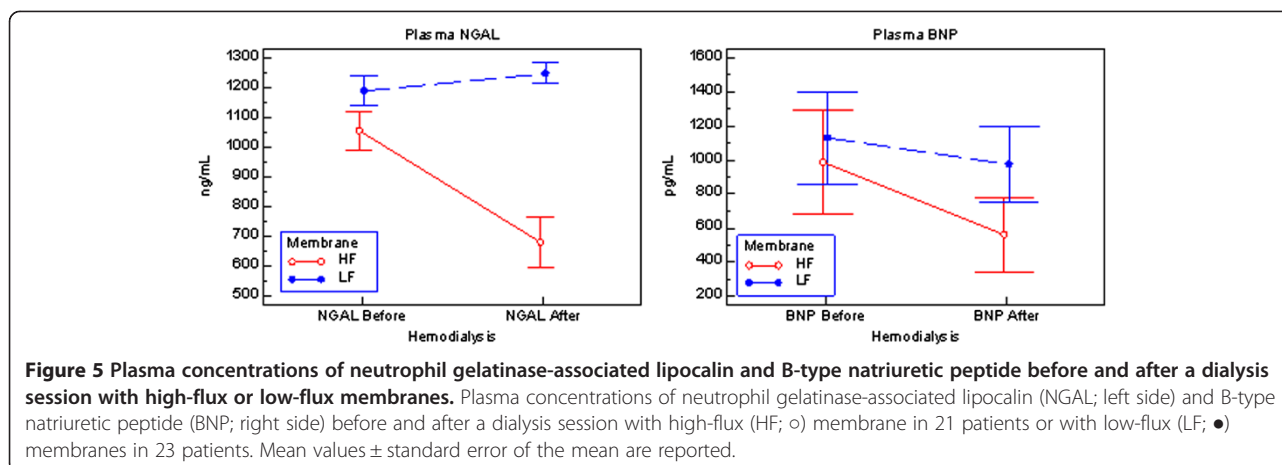 Plasma NGAL
1300
1200
1100
1000
900
800
700
600
500
ng/mL
Membrane
HF
LF
NGAL Before
NGAL After
Hemodialysis
Plasma BNP
1600
1400
1200
1000
800
600
400
200
pg/mL
Membrane
HF
LF
BNP Before
BNP After
Hemodialysis
Figure 5 Plasma concentrations of neutrophil gelatinase-associated lipocalin and B-type natriuretic peptide before and after a dialysis
session with high-flux or low-flux membranes. Plasma concentrations of neutrophil gelatinase-associated lipocalin (NGAL; left side) and B-type
natriuretic peptide (BNP; right side) before and after a dialysis session with high-flux (HF; ○) membrane in 21 patients or with low-flux (LF; ●)
membranes in 23 patients. Mean values ± standard error of the mean are reported.